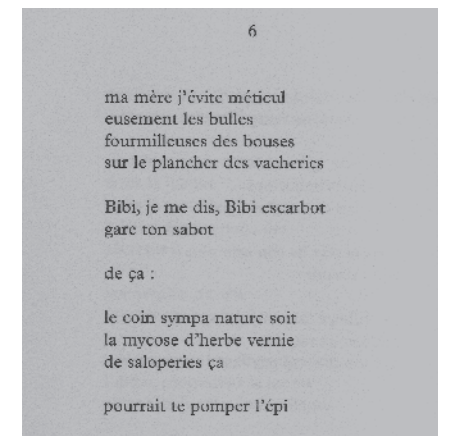 6
ma mère j'évite méticul
eusement les bulles
fourmilleuses des bouses
sur le plancher des vacheries
Bibi, je me dis, Bibi escarbot
gare ton sabot
de ça :
le coin sympa nature soit
la mycose d'herbe vernie
de saloperies ça
pourrait te pomper l'épi